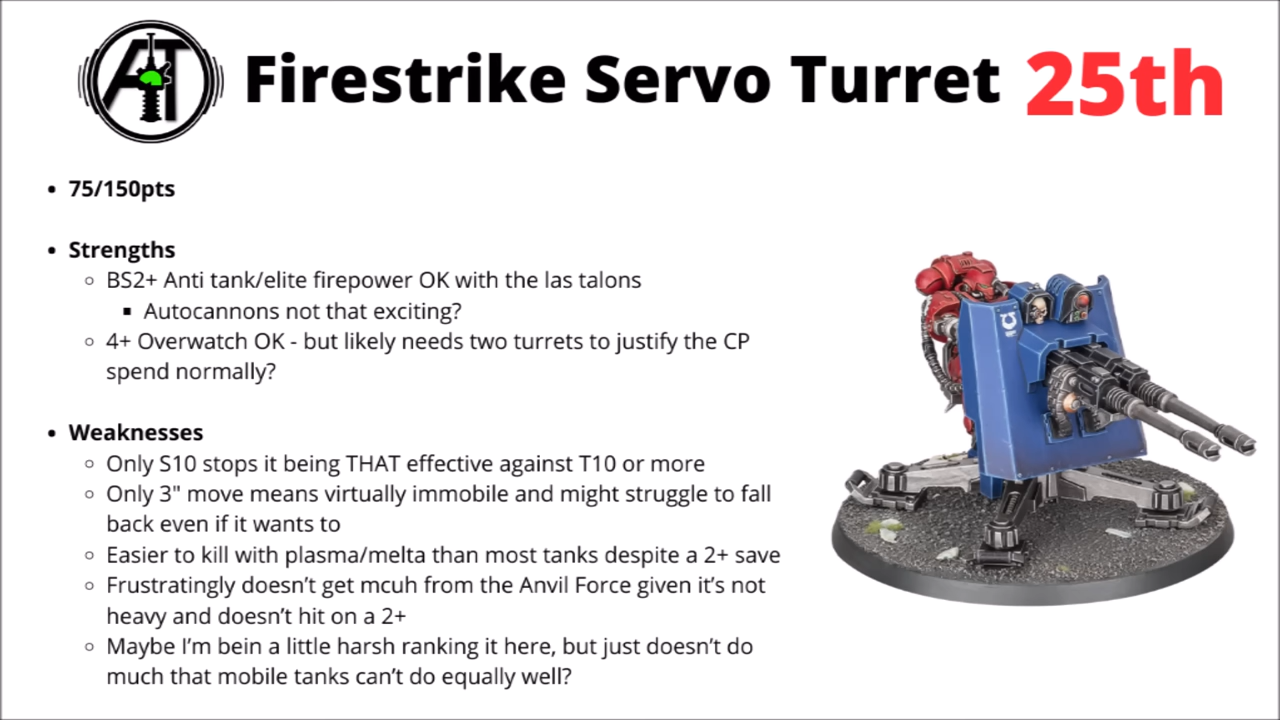 AT
Firestrike Servo Turret 25th
• 75/150pts
• Strengths
◦ BS2+ Anti tank/elite firepower OK with the las talons
▪ Autocannons not that exciting?
◦ 4+ Overwatch OK - but likely needs two turrets to justify the CP
spend normally?
• Weaknesses
◦ Only S10 stops it being THAT effective against T10 or more
◦ Only 3" move means virtually immobile and might struggle to fall
back even if it wants to
◦ Easier to kill with plasma/melta than most tanks despite a 2+ save
◦ Frustratingly doesn't get mcuh from the Anvil Force given it's not
heavy and doesn't hit on a 2+
◦ Maybe I'm bein a little harsh ranking it here, but just doesn't do
much that mobile tanks can't do equally well?